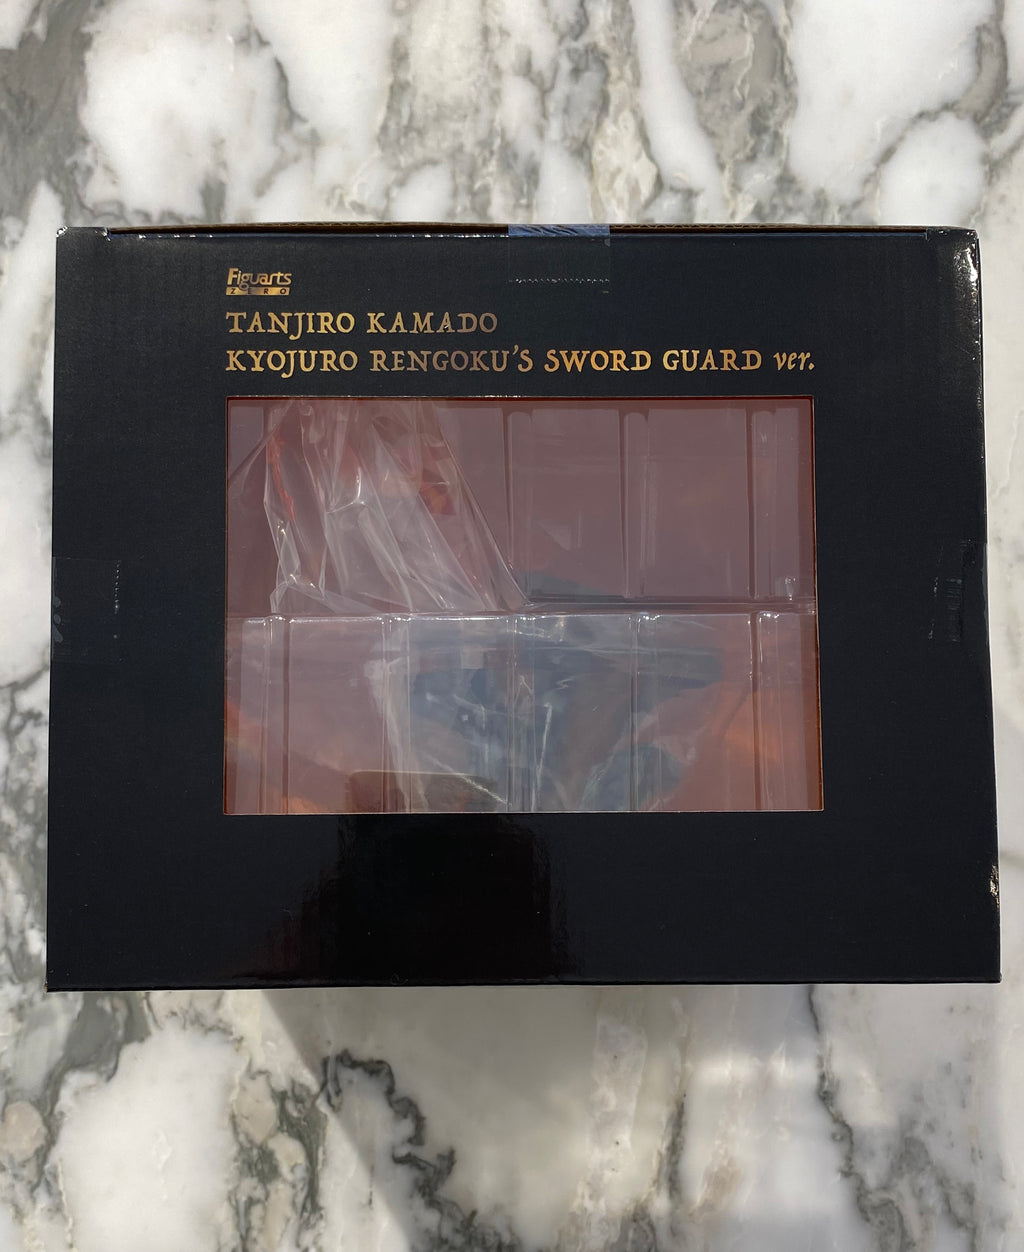 Figuarts
ZERO
TANJIRO KAMADO
KYOJURO RENGOKU'S SWORD GUARD ver.